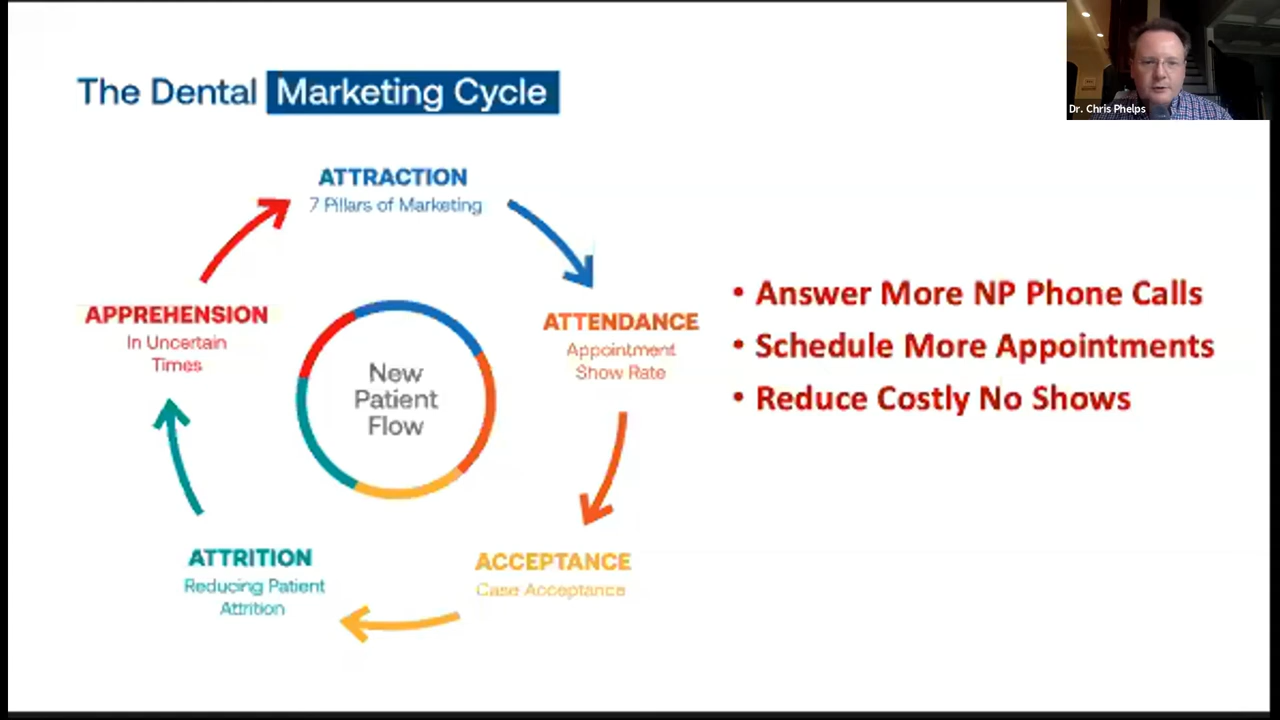 The Dental Marketing Cycle
Dr. Chris Phelps
ATTRACTION
7 Pillars of Marketing
ATTENDANCE
Appointment
Show Rate
ACCEPTANCE
Case Acceptance
ATTRITION
Reducing Patient
Attrition
APPREHENSION
In Uncertain
Times
New
Patient
Flow
• Answer More NP Phone Calls
• Schedule More Appointments
• Reduce Costly No Shows